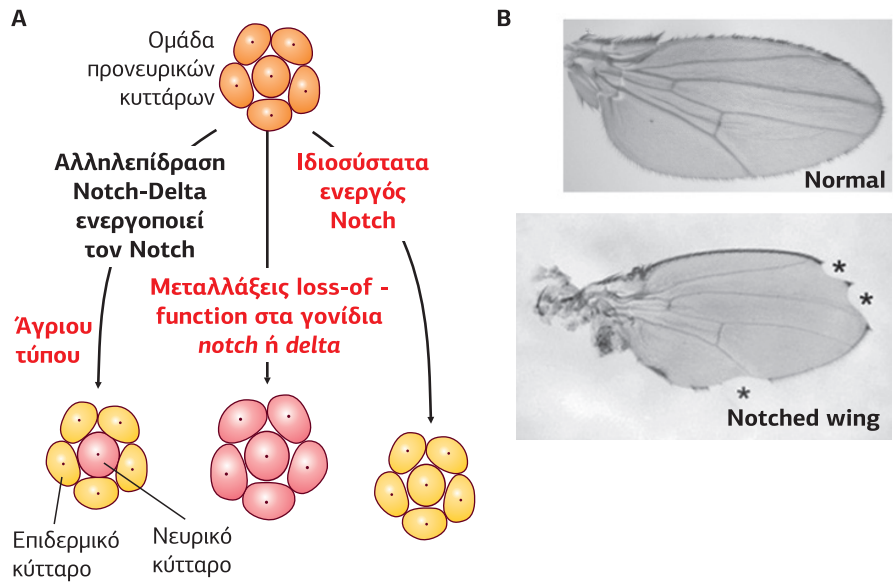 A
Ομάδα
προνευρικών
κυττάρων
Αλληλεπίδραση
Notch-Delta
ενεργοποιεί
τον Notch
Ιδιοσύστατα
ενεργός
Notch
Μεταλλάξεις loss-of -
function στα γονίδια
notch ή delta
Άγριου
τύπου
Επιδερμικό
κύτταρο
Νευρικό
κύτταρο
B
Normal
*
*
*
Notched wing